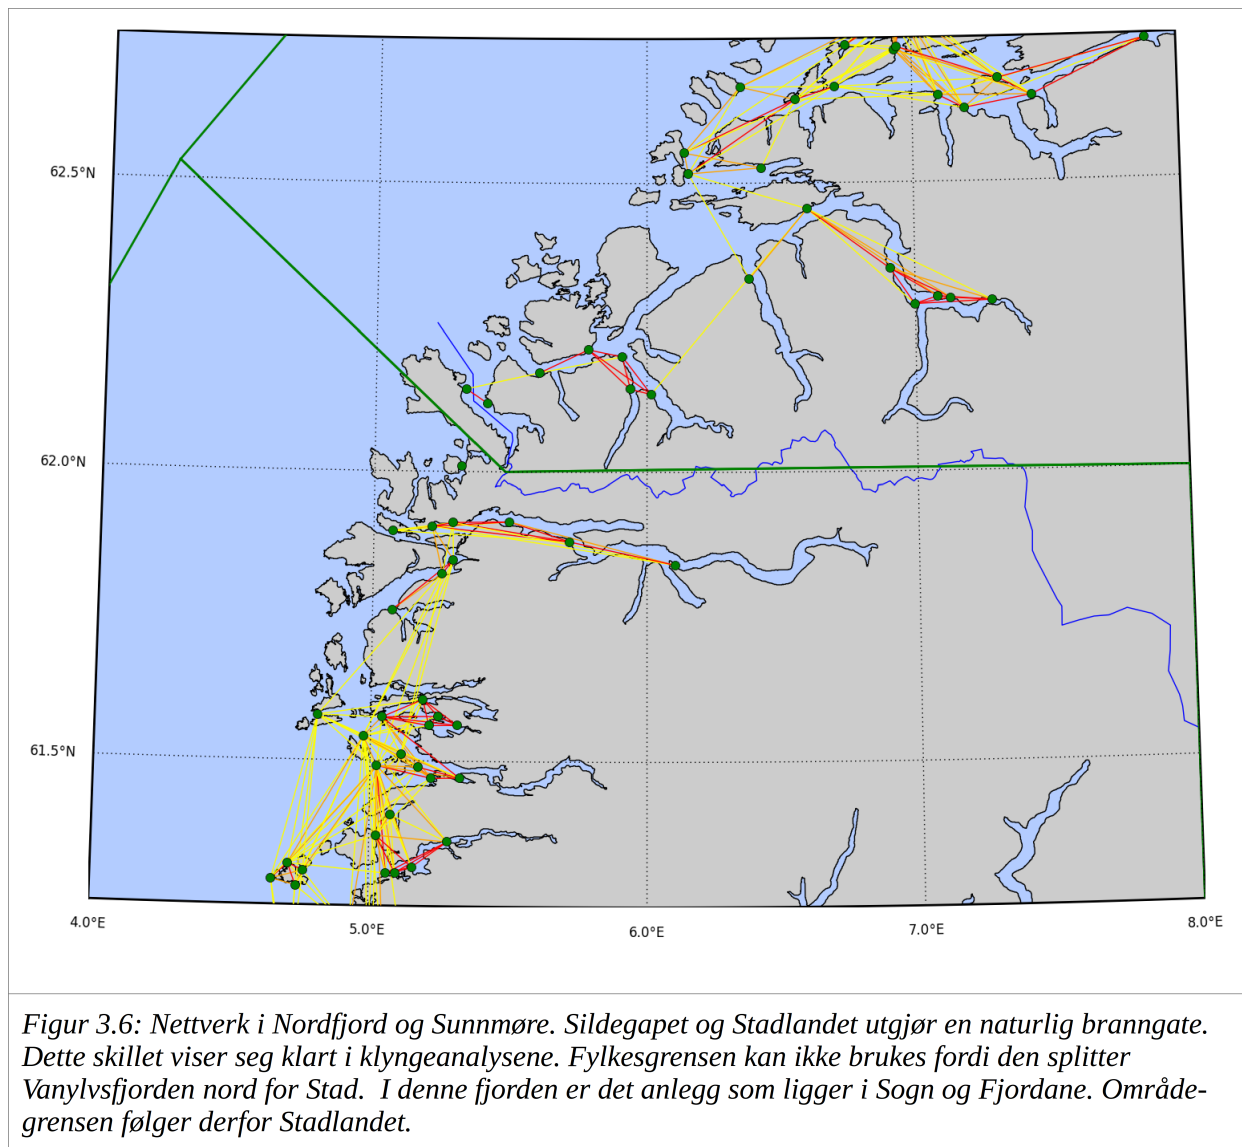 62.5°N
62.0°N
61.5°N
4.0°E
5.0°E
6.0°E
7.0°E
8.0°E
Figur 3.6: Nettverk i Nordfjord og Sunnmøre. Sildegapet og Stadlandet utgjør en naturlig branngate.
Dette skillet viser seg klart i klyngeanalysene. Fylkesgrensen kan ikke brukes fordi den splitter
Vanylvsfjorden nord for Stad.  I denne fjorden er det anlegg som ligger i Sogn og Fjordane. Område-
grensen følger derfor Stadlandet.